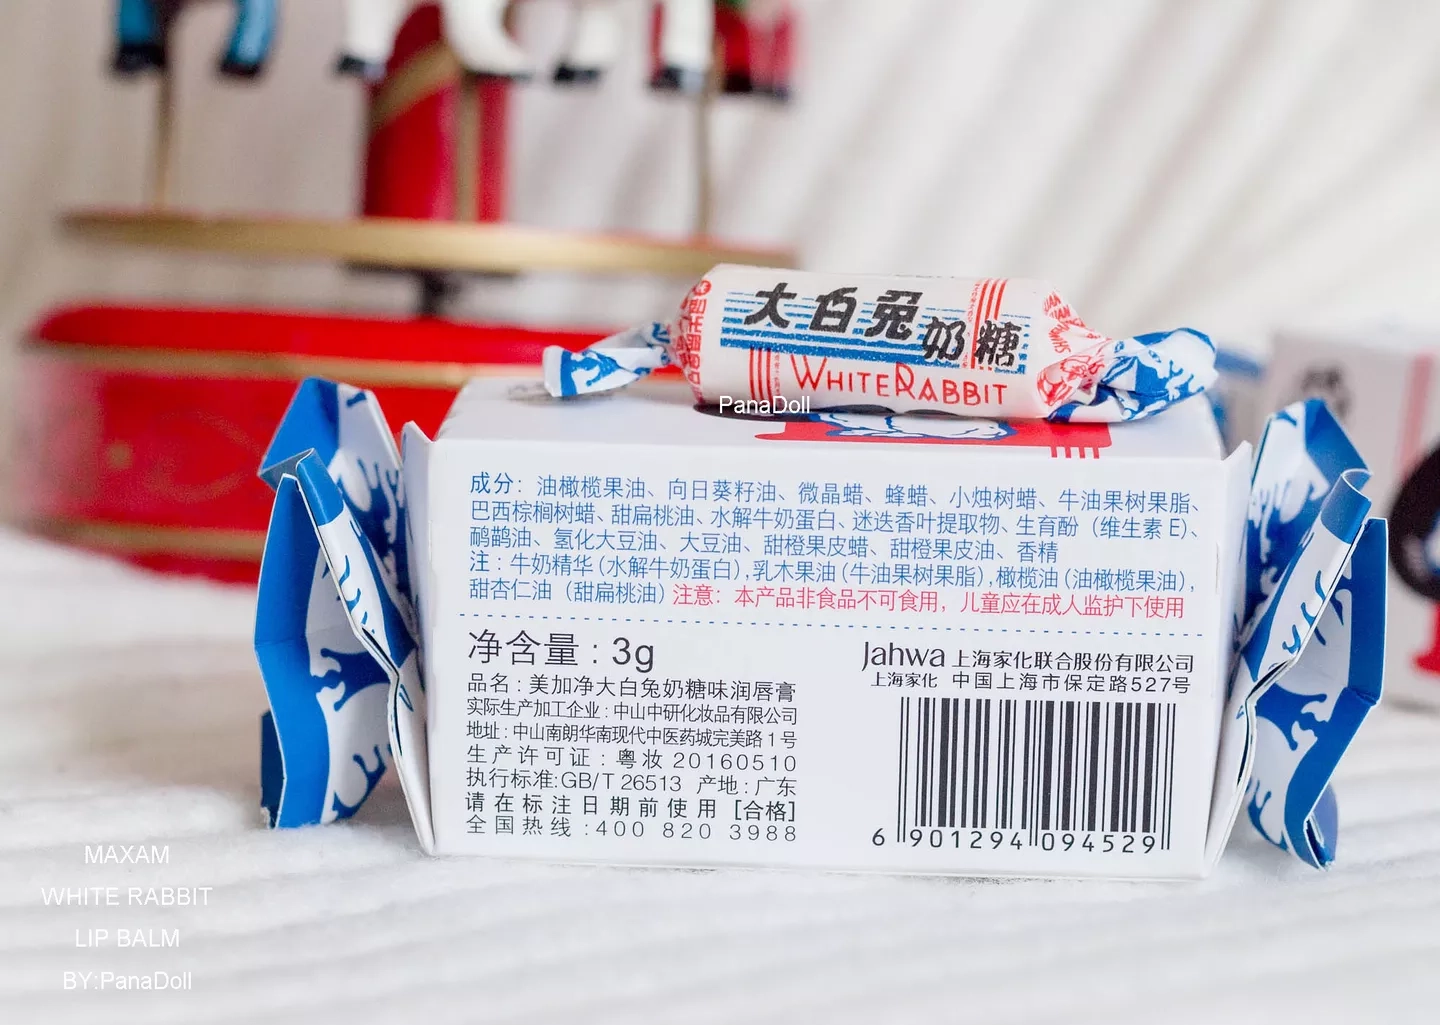 大白兔
奶糖
WHITE RABBIT
PanaDoll
成分：油橄榄果油、向日葵籽油、微晶蜡、蜂蜡、小烛树蜡、牛油果树果脂、
巴西棕榈树蜡、甜扁桃油、水解牛奶蛋白、迷迭香叶提取物、生育酚（维生素 E）、
鸸鹋油、氢化大豆油、大豆油、甜橙果皮蜡、甜橙果皮油、香精
注：牛奶精华（水解牛奶蛋白），乳木果油（牛油果树果脂），橄榄油（油橄榄果油），
甜杏仁油（甜扁桃油）注意：本产品非食品不可食用，儿童应在成人监护下使用
净含量：3g
品名：美加净大白兔奶糖味润唇膏
实际生产加工企业：中山中研化妆品有限公司
地址：中山南朗华南现代中医药城完美路 1 号
生产许可证：粤妆 20160510
执行标准:GB/T 26513 产地：广东
请在标注日期前使用 [合格]
全国热线:400 820 3988
Jahwa 上海家化联合股份有限公司
上海家化 中国上海市保定路527号
6 901294 094529
MAXAM
WHITE RABBIT
LIP BALM
BY:PanaDoll